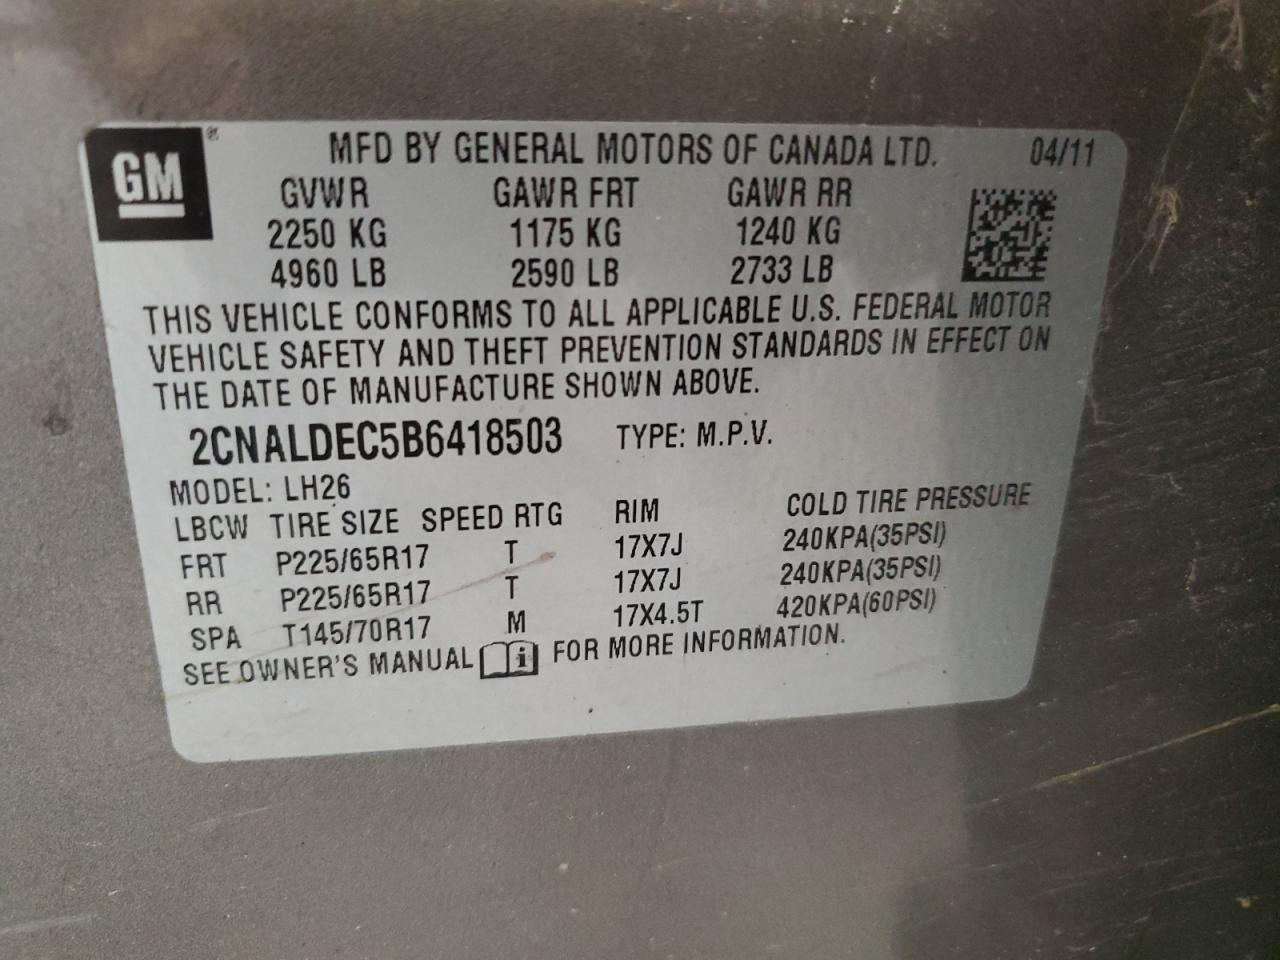 GM ® MFD BY GENERAL MOTORS OF CANADA LTD. 04/11
GVWR GAWR FRT GAWR RR
2250 KG 1175 KG 1240 KG
4960 LB 2590 LB 2733 LB
THIS VEHICLE CONFORMS TO ALL APPLICABLE U.S. FEDERAL MOTOR
VEHICLE SAFETY AND THEFT PREVENTION STANDARDS IN EFFECT ON
THE DATE OF MANUFACTURE SHOWN ABOVE.
2CNALDEC5B6418503 TYPE: M.P.V.
MODEL: LH26
LBCW TIRE SIZE SPEED RTG RIM COLD TIRE PRESSURE
FRT P225/65R17 T 17X7J 240KPA(35PSI)
RR P225/65R17 T 17X7J 240KPA(35PSI)
SPA T145/70R17 M 17X4.5T 420KPA(60PSI)
SEE OWNER'S MANUAL i FOR MORE INFORMATION.